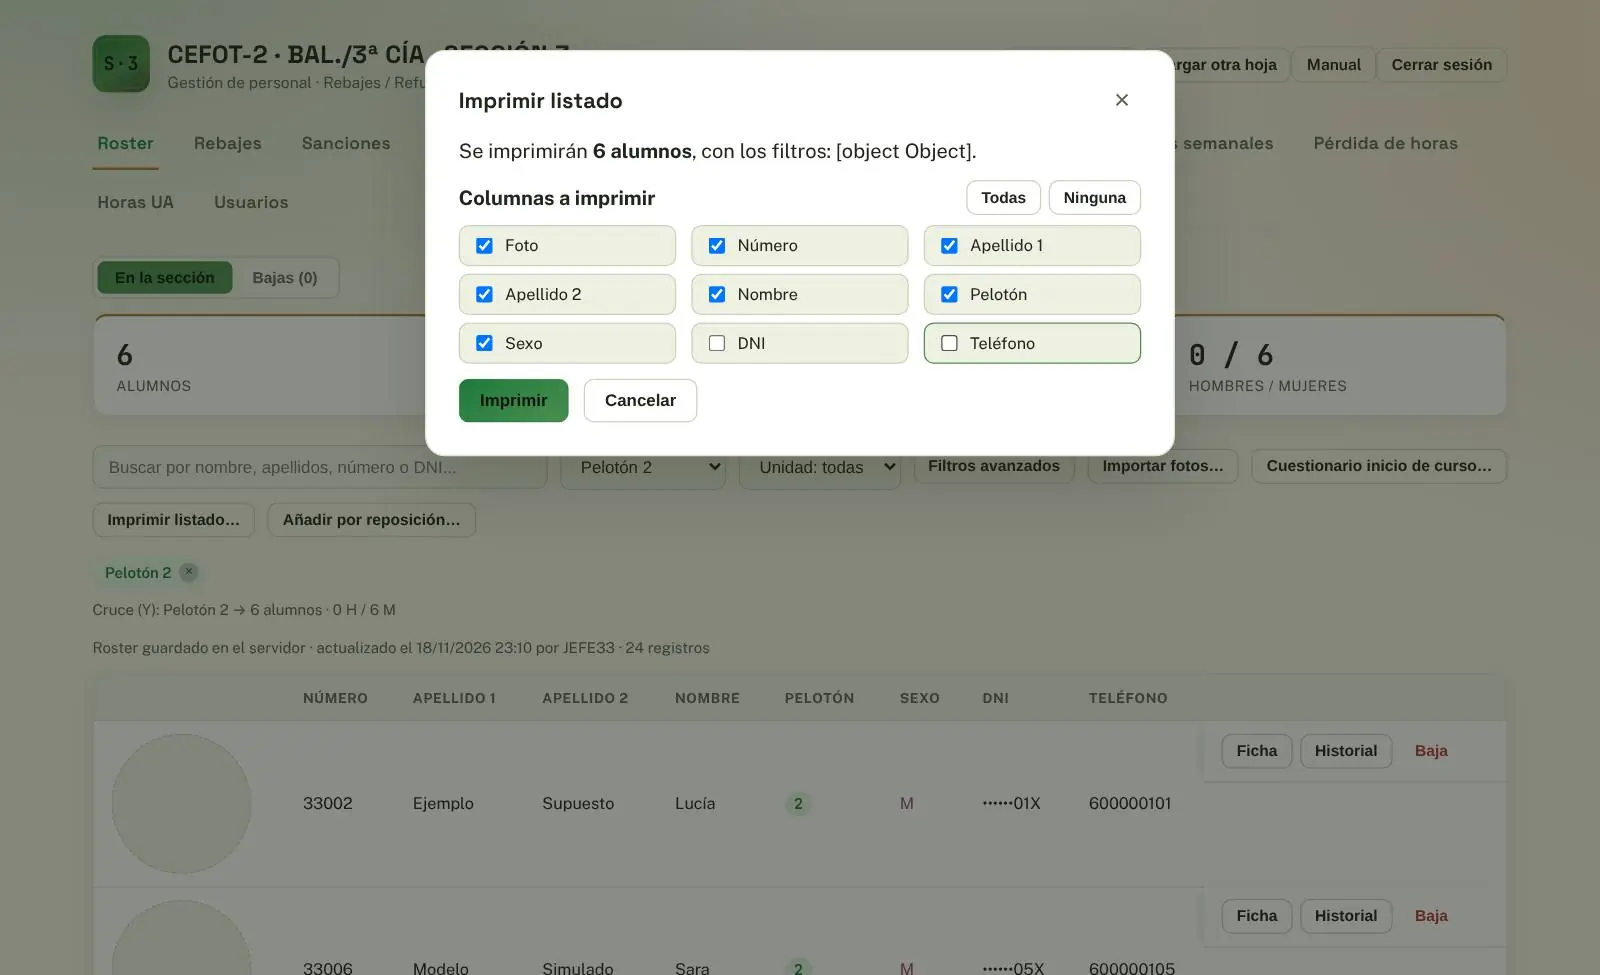 S·3
CEFOT-2 · BAL./3ª CÍA · SECCIÓN 3
Gestión de personal · Rebajes / Refu
rgar otra hoja
Manual
Cerrar sesión
Roster
Rebajes
Sanciones
semanales
Pérdida de horas
Horas UA
Usuarios
En la sección
Bajas (0)
6
ALUMNOS
0 / 6
HOMBRES / MUJERES
Imprimir listado
×
Se imprimirán 6 alumnos, con los filtros: [object Object].
Columnas a imprimir
Todas
Ninguna
Foto
Número
Apellido 1
Apellido 2
Nombre
Pelotón
Sexo
DNI
Teléfono
Imprimir
Cancelar
Buscar por nombre, apellidos, número o DNI...
Pelotón 2
Unidad: todas
Filtros avanzados
Importar fotos...
Cuestionario inicio de curso...
Imprimir listado...
Añadir por reposición...
Pelotón 2 ×
Cruce (Y): Pelotón 2 → 6 alumnos · 0 H / 6 M
Roster guardado en el servidor · actualizado el 18/11/2026 23:10 por JEFE33 · 24 registros
NÚMERO APELLIDO 1 APELLIDO 2 NOMBRE PELOTÓN SEXO DNI TELÉFONO
33002 Ejemplo Supuesto Lucía 2 M ••••••01X 600000101 Ficha Historial Baja
33006 Modelo Simulado Sara 2 M ••••••05X 600000105 Ficha Historial Baja